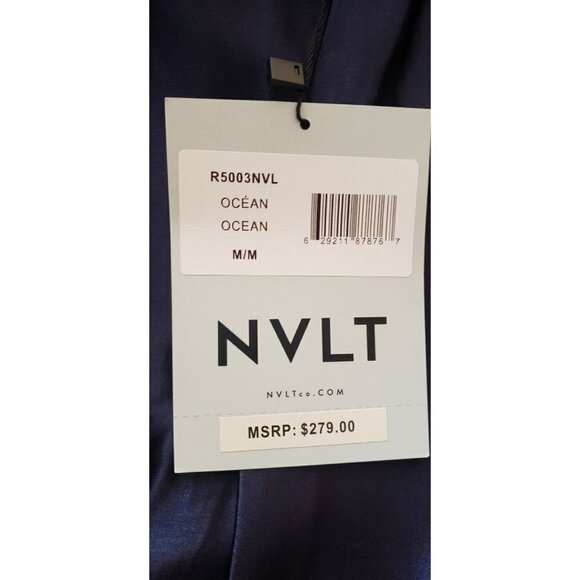 R5003NVL
OCÉAN
OCEAN
M/M
6 29211 87876 7
NVLT
NVLTco.COM
MSRP: $279.00